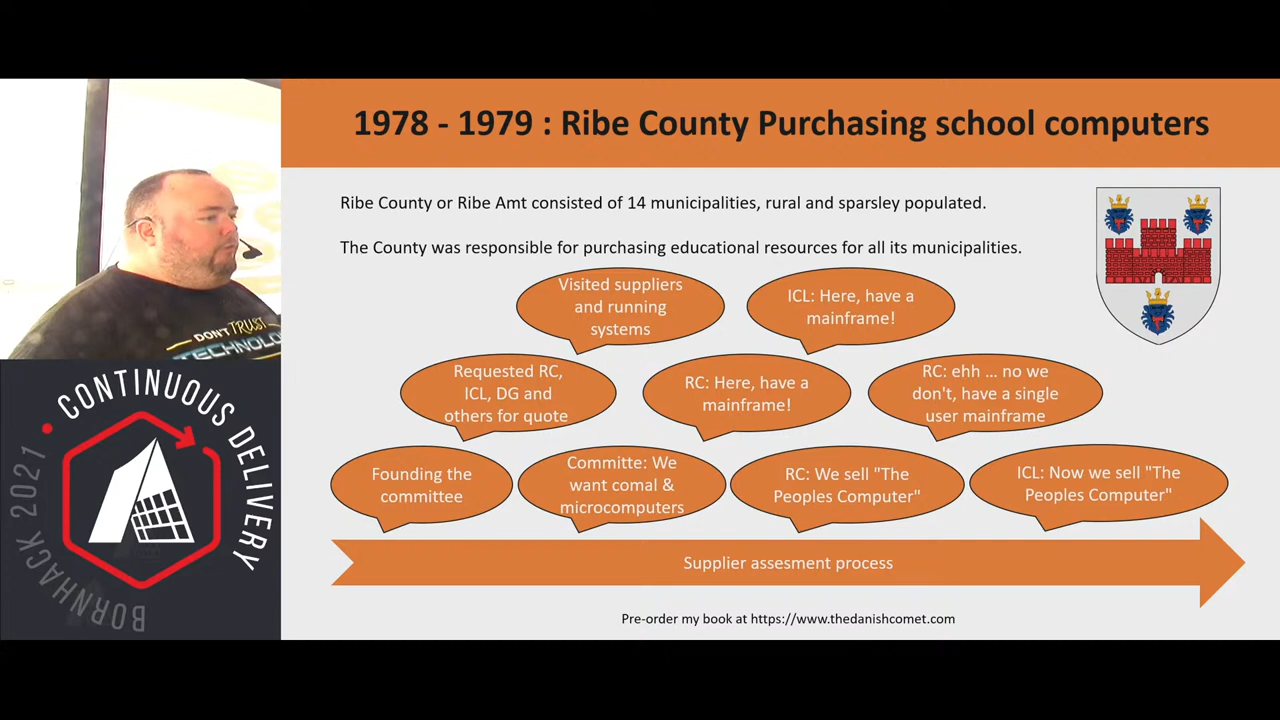 1978 - 1979 : Ribe County Purchasing school computers
Ribe County or Ribe Amt consisted of 14 municipalities, rural and sparsley populated.
The County was responsible for purchasing educational resources for all its municipalities.
Visited suppliers
and running
systems
ICL: Here, have a
mainframe!
Requested RC,
ICL, DG and
others for quote
RC: Here, have a
mainframe!
RC: ehh ... no we
don't, have a single
user mainframe
Founding the
committee
Committe: We
want comal &
microcomputers
RC: We sell "The
Peoples Computer"
ICL: Now we sell "The
Peoples Computer"
Supplier assesment process
Pre-order my book at https://www.thedanishcomet.com
DON'T TRUST
TECHNOLO
CONTINUOUS DELIVERY
BORNHACK 2021